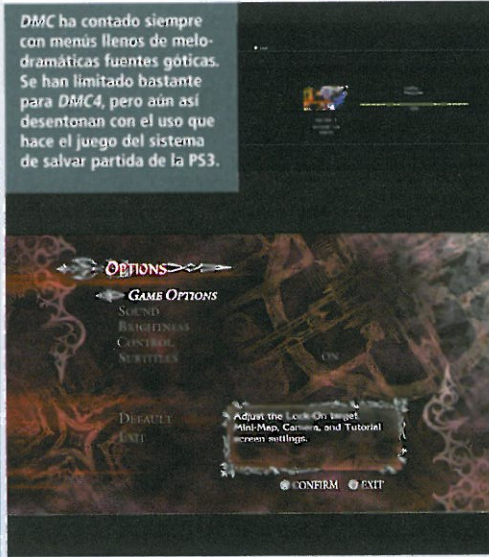 DMC ha contado siempre
con menús llenos de melo-
dramáticas fuentes góticas.
Se han limitado bastante
para DMC4, pero aún así
desentonan con el uso que
hace el juego del sistema
de salvar partida de la PS3.
OPTIONS
GAME OPTIONS
SOUND
BRIGHTNESS
CONTROL
SUBTITLES
ON
DEFAULT
EXIT
Adjust the Lock-On target,
Mini-Map, Camera, and Tutorial
screen settings.
CONFIRM EXIT